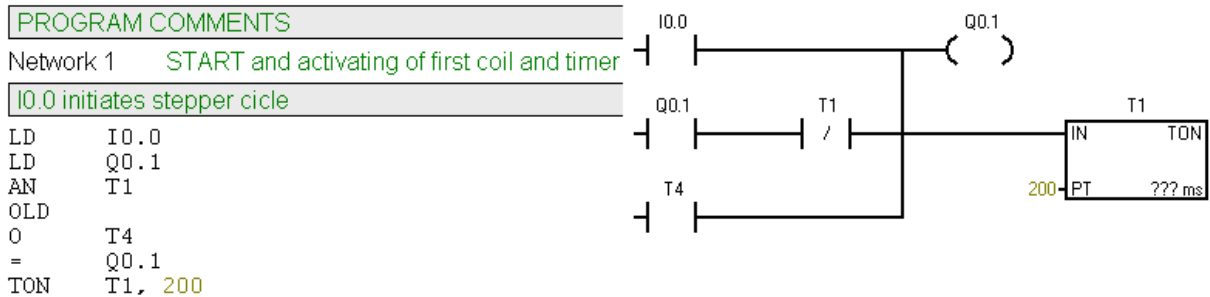 PROGRAM COMMENTS
Network 1 START and activating of first coil and timer
I0.0 initiates stepper cicle
LD I0.0
LD Q0.1
AN T1
OLD
O T4
= Q0.1
TON T1, 200
I0.0 Q0.1
Q0.1 T1 T1
/
IN TON
T4 200 PT ??? ms